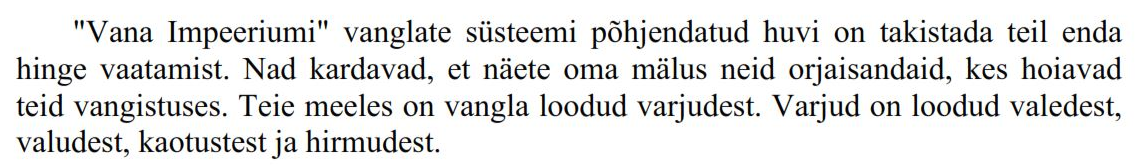 "Vana Impeeriumi" vanglate süsteemi põhjendatud huvi on takistada teil enda
hinge vaatamist. Nad kardavad, et näete oma mälus neid orjaisandaid, kes hoiavad
teid vangistuses. Teie meeles on vangla loodud varjudest. Varjud on loodud valedest,
valudest, kaotustest ja hirmudest.